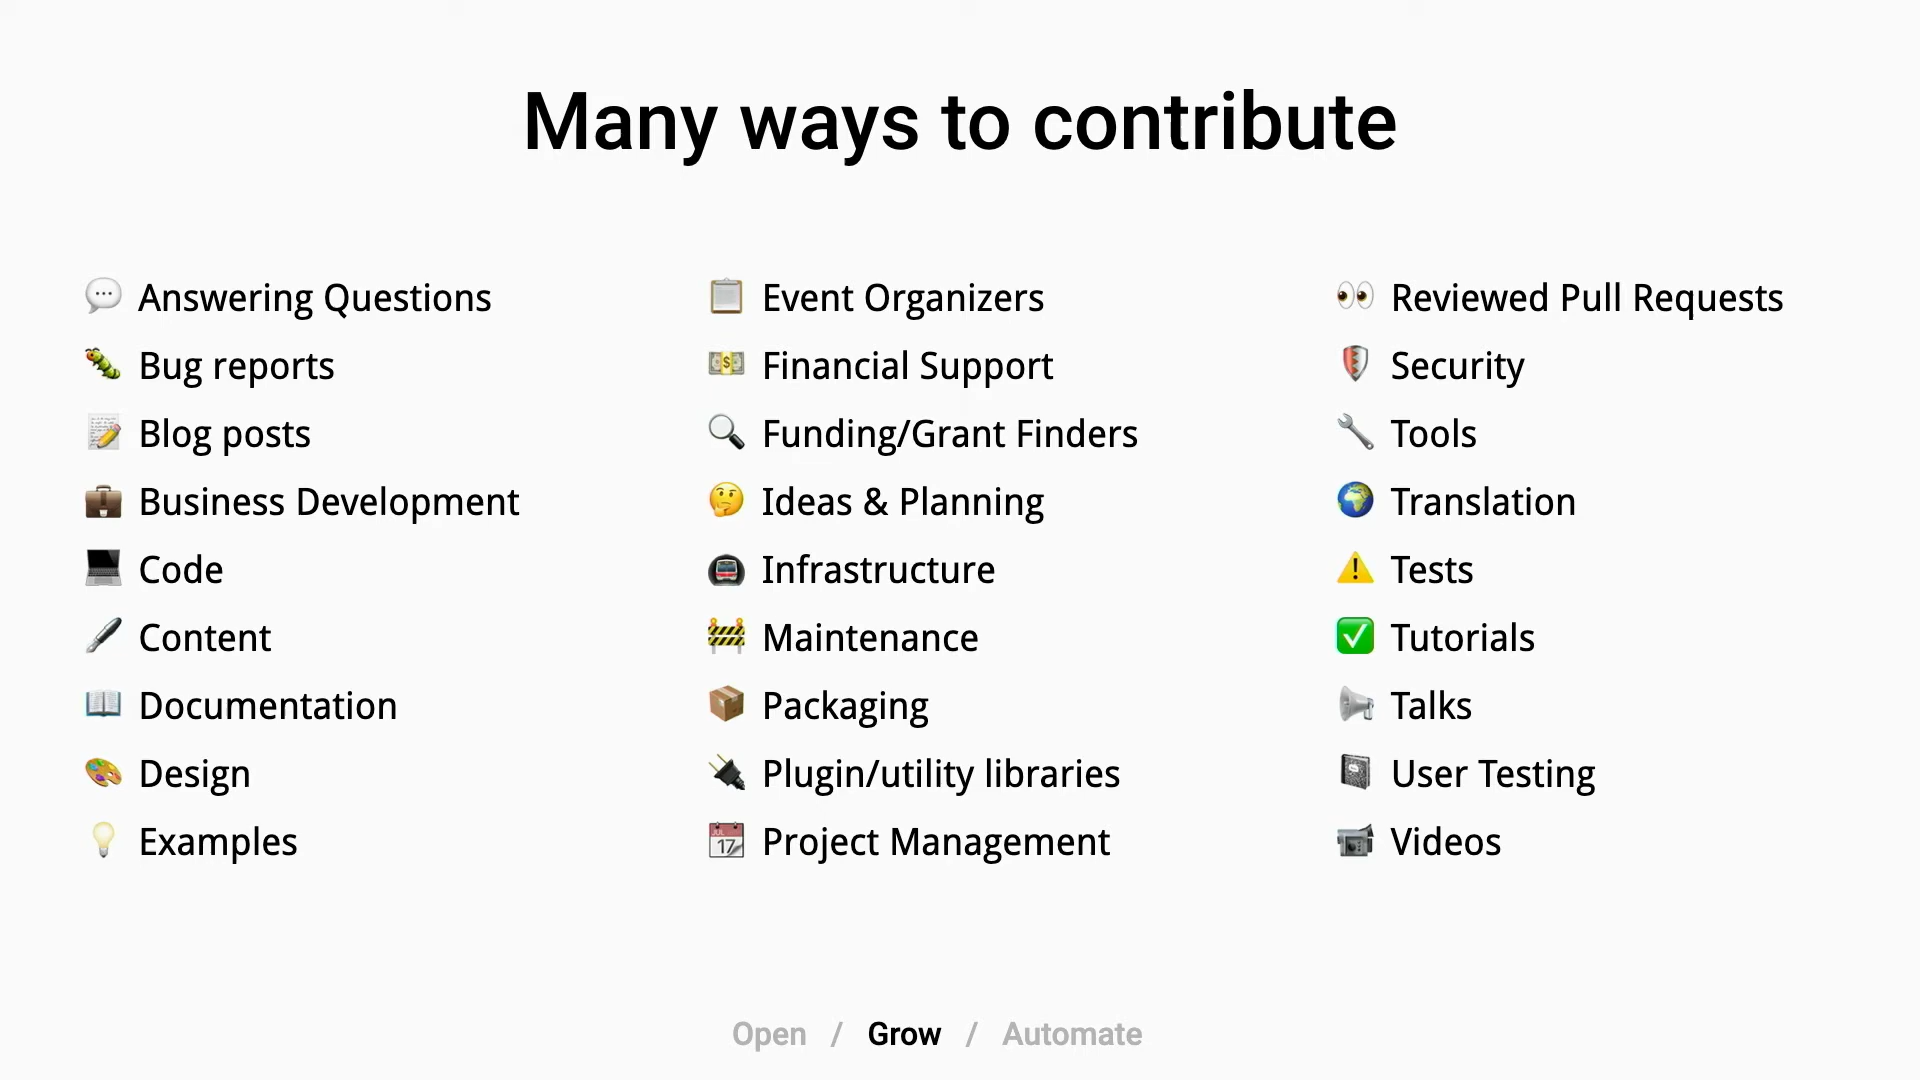 Many ways to contribute
💬 Answering Questions
🐛 Bug reports
📝 Blog posts
💼 Business Development
💻 Code
🖋 Content
📖 Documentation
🎨 Design
💡 Examples
📋 Event Organizers
💵 Financial Support
🔍 Funding/Grant Finders
🤔 Ideas & Planning
🚇 Infrastructure
🚧 Maintenance
📦 Packaging
🔌 Plugin/utility libraries
📆 Project Management
👀 Reviewed Pull Requests
🛡 Security
🔧 Tools
🌍 Translation
⚠️ Tests
✅ Tutorials
📢 Talks
📓 User Testing
📹 Videos
Open / Grow / Automate